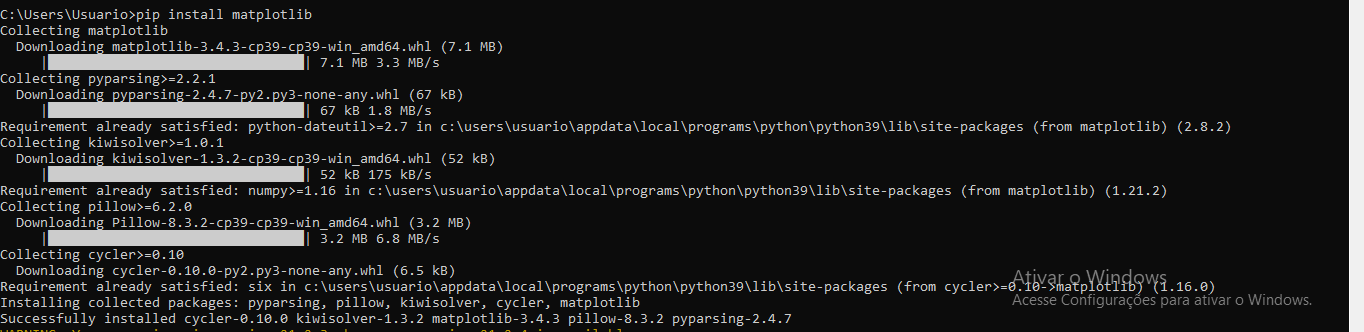 C:\Users\Usuario>pip install matplotlib
Collecting matplotlib
Downloading matplotlib-3.4.3-cp39-cp39-win_amd64.whl (7.1 MB)
| 7.1 MB 3.3 MB/s
Collecting pyparsing>=2.2.1
Downloading pyparsing-2.4.7-py2.py3-none-any.whl (67 kB)
| 67 kB 1.8 MB/s
Requirement already satisfied: python-dateutil>=2.7 in c:\users\usuario\appdata\local\programs\python\python39\lib\site-packages (from matplotlib) (2.8.2)
Collecting kiwisolver>=1.0.1
Downloading kiwisolver-1.3.2-cp39-cp39-win_amd64.whl (52 kB)
| 52 kB 175 kB/s
Requirement already satisfied: numpy>=1.16 in c:\users\usuario\appdata\local\programs\python\python39\lib\site-packages (from matplotlib) (1.21.2)
Collecting pillow>=6.2.0
Downloading Pillow-8.3.2-cp39-cp39-win_amd64.whl (3.2 MB)
| 3.2 MB 6.8 MB/s
Collecting cycler>=0.10
Downloading cycler-0.10.0-py2.py3-none-any.whl (6.5 kB)
Requirement already satisfied: six in c:\users\usuario\appdata\local\programs\python\python39\lib\site-packages (from cycler>=0.10->matplotlib) (1.16.0)
Installing collected packages: pyparsing, pillow, kiwisolver, cycler, matplotlib
Successfully installed cycler-0.10.0 kiwisolver-1.3.2 matplotlib-3.4.3 pillow-8.3.2 pyparsing-2.4.7
Ativar o Windows
Acesse Configurações para ativar o Windows.